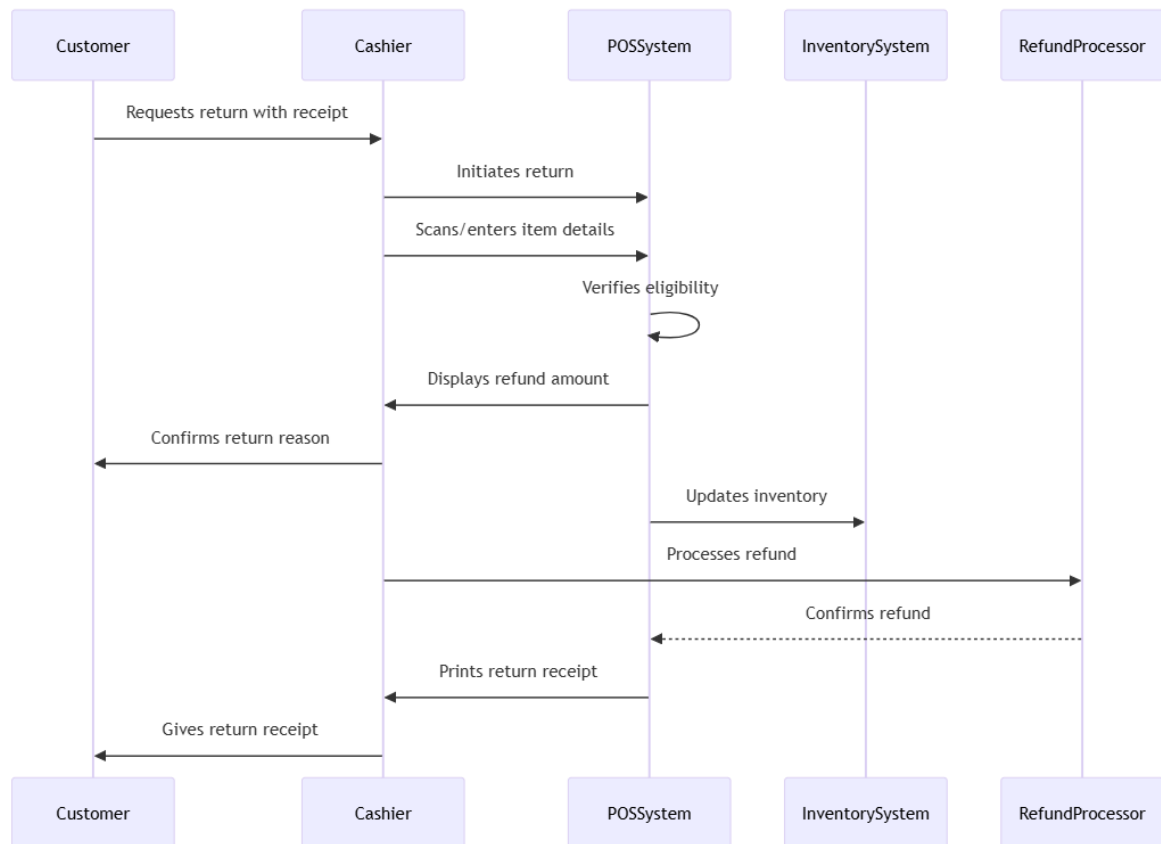 Customer
Cashier
POSSystem
InventorySystem
RefundProcessor
Requests return with receipt
Initiates return
Scans/enters item details
Verifies eligibility
Displays refund amount
Confirms return reason
Updates inventory
Processes refund
Confirms refund
Prints return receipt
Gives return receipt
Customer
Cashier
POSSystem
InventorySystem
RefundProcessor